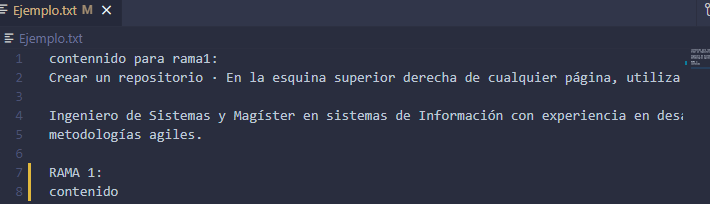 Ejemplo.txt M
Ejemplo.txt
1 contennido para rama1:
2 Crear un repositorio · En la esquina superior derecha de cualquier página, utiliza
3
4 Ingeniero de Sistemas y Magíster en sistemas de Información con experiencia en desa
5 metodologías agiles.
6
7 RAMA 1:
8 contenido